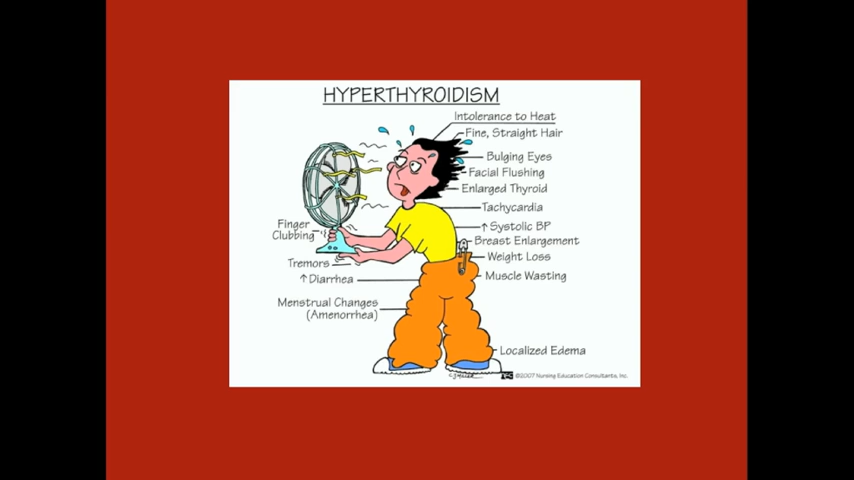 HYPERTHYROIDISM
Intolerance to Heat
Fine, Straight Hair
Bulging Eyes
Facial Flushing
Enlarged Thyroid
Tachycardia
↑ Systolic BP
Breast Enlargement
Weight Loss
Muscle Wasting
Localized Edema
Finger
Clubbing
Tremors
↑ Diarrhea
Menstrual Changes
(Amenorrhea)
©2007 Nursing Education Consultants, Inc.